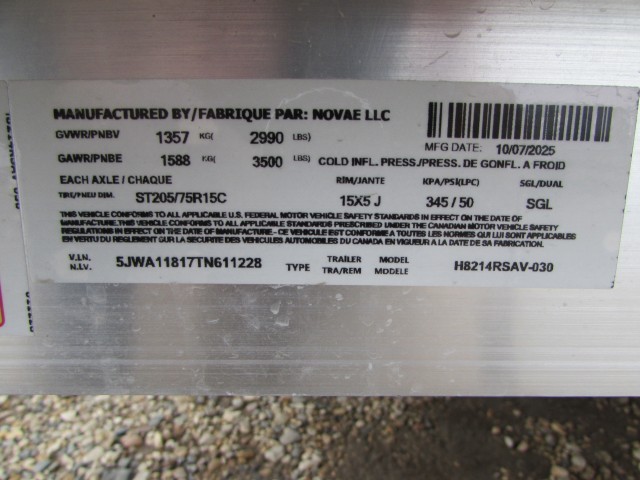 MANUFACTURED BY/FABRIQUE PAR: NOVAE LLC
GVWR/PNBV 1357 KG( 2990 LBS) MFG DATE: 10/07/2025
GAWR/PNBE 1588 KG( 3500 LBS) COLD INFL. PRESS/PRESS. DE GONFL. A FROID
EACH AXLE / CHAQUE RIM/JANTE KPA/PSI(LPC) SGL/DUAL
TIRE/PNEU DIM. ST205/75R15C 15X5 J 345/50 SGL
THIS VEHICLE CONFORMS TO ALL APPLICABLE U.S. FEDERAL MOTOR VEHICLE SAFETY STANDARDS IN EFFECT ON THE DATE OF
MANUFACTURE.THIS VEHICLE CONFORMS TO ALL APPLICABLE STANDARDS PRESCRIBED UNDER THE CANADIAN MOTOR VEHICLE SAFETY
REGULATIONS IN EFFECT ON THE DATE OF MANUFACTURE. / CE VEHICULE EST CONFORME A TOUTES LES NORMES QUI LUI SONT APPLICABLES
EN VERTU DU REGLEMENT SUR LA SECURITE DES VEHICULES AUTOMOBILES DU CANADA EN VIGUEUR A LA DATE DE SA FABRICATION.
V.I.N. TRAILER MODEL
5JWA11817TN611228 TYPE H8214RSAV-030
N.I.V. TRA/REM MODELE